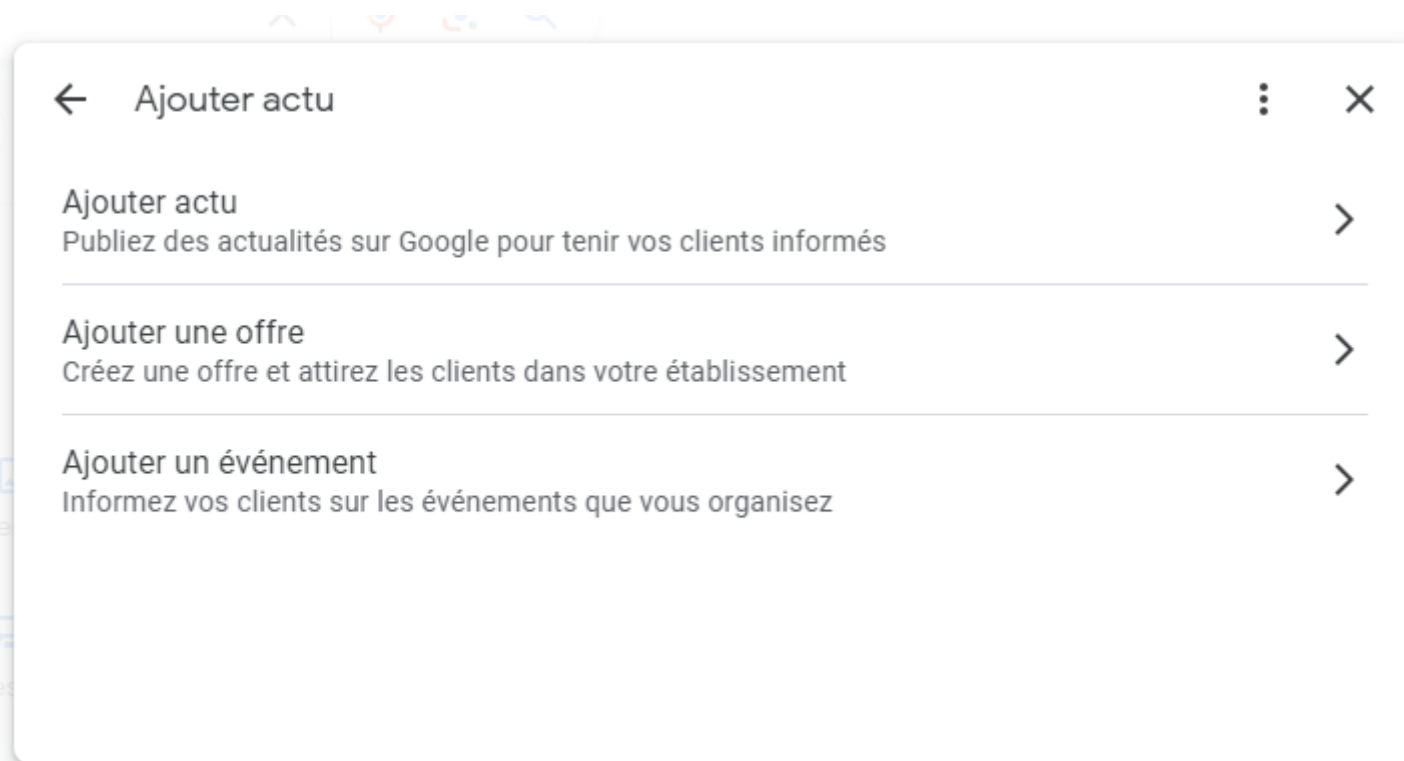 Ajouter actu
Ajouter actu
Publiez des actualités sur Google pour tenir vos clients informés
Ajouter une offre
Créez une offre et attirez les clients dans votre établissement
Ajouter un événement
Informez vos clients sur les événements que vous organisez